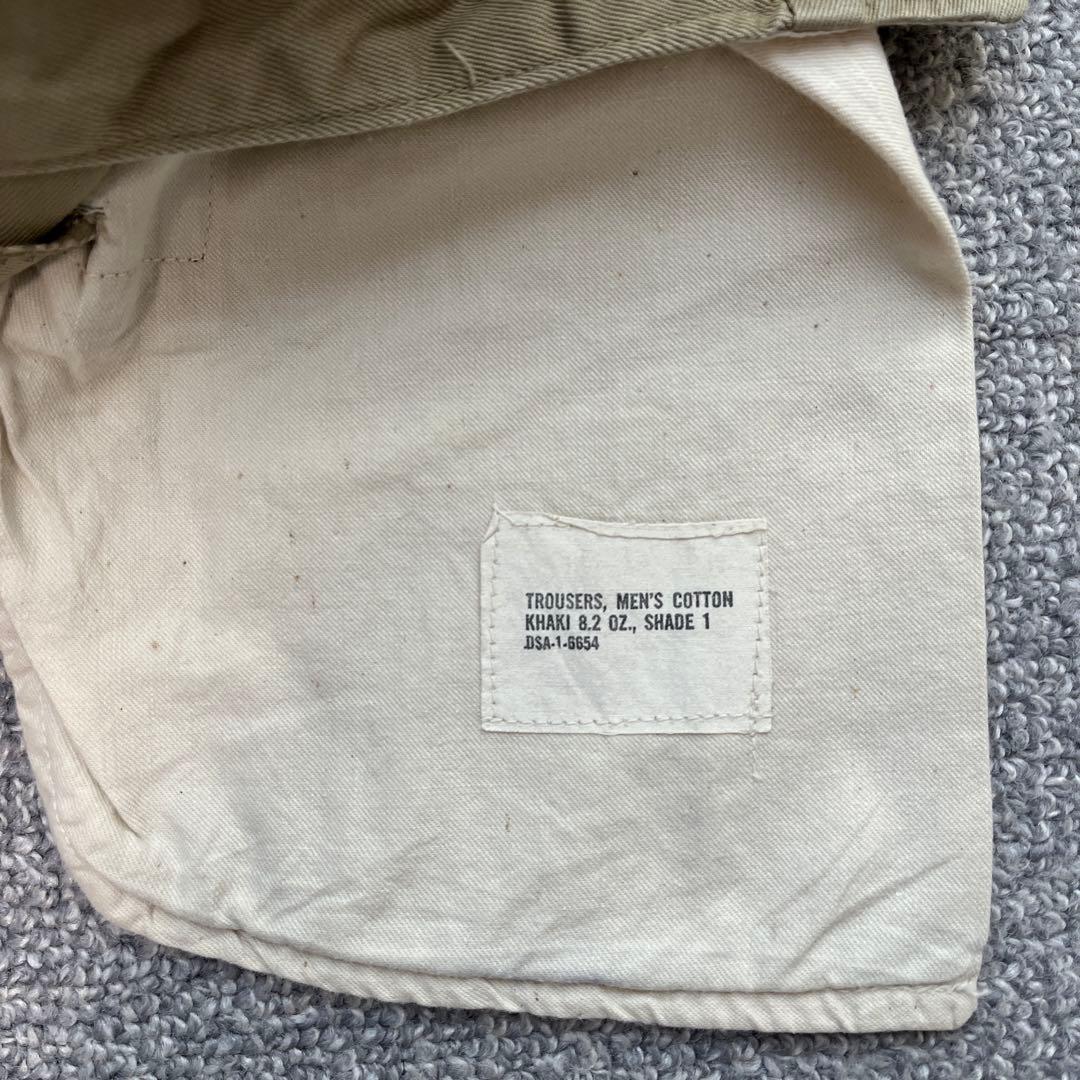 TROUSERS, MEN'S COTTON
KHAKI 8.2 OZ., SHADE 1
DSA-1-6654